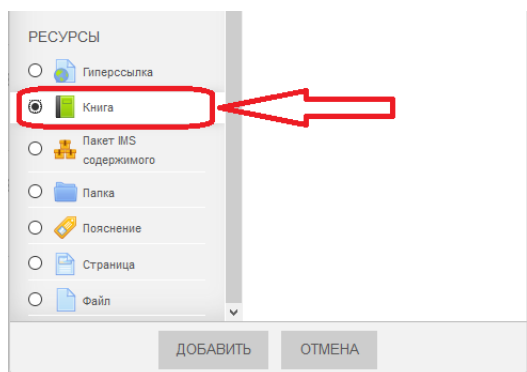 РЕСУРСЫ
Гиперссылка
Книга
Пакет IMS
содержимого
Папка
Пояснение
Страница
Файл
ДОБАВИТЬ ОТМЕНА